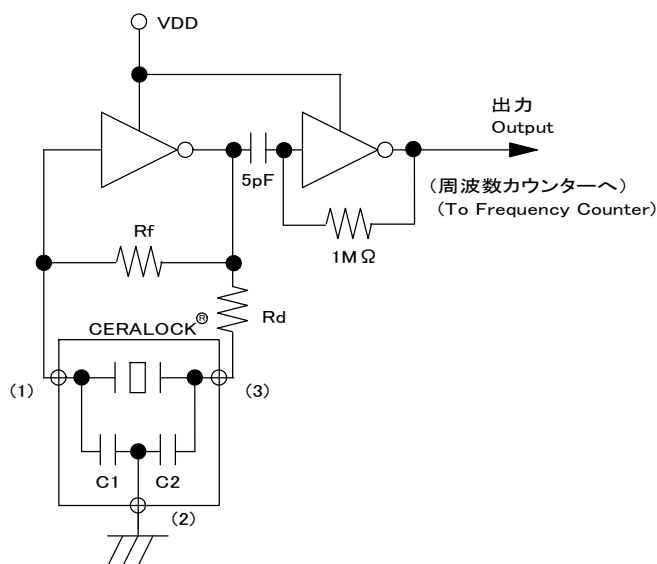 VDD
出力
Output
5pF
(周波数カウンターへ)
(To Frequency Counter)
Rf
1MΩ
Rd
CERALOCK®
(1)
(3)
C1
C2
(2)